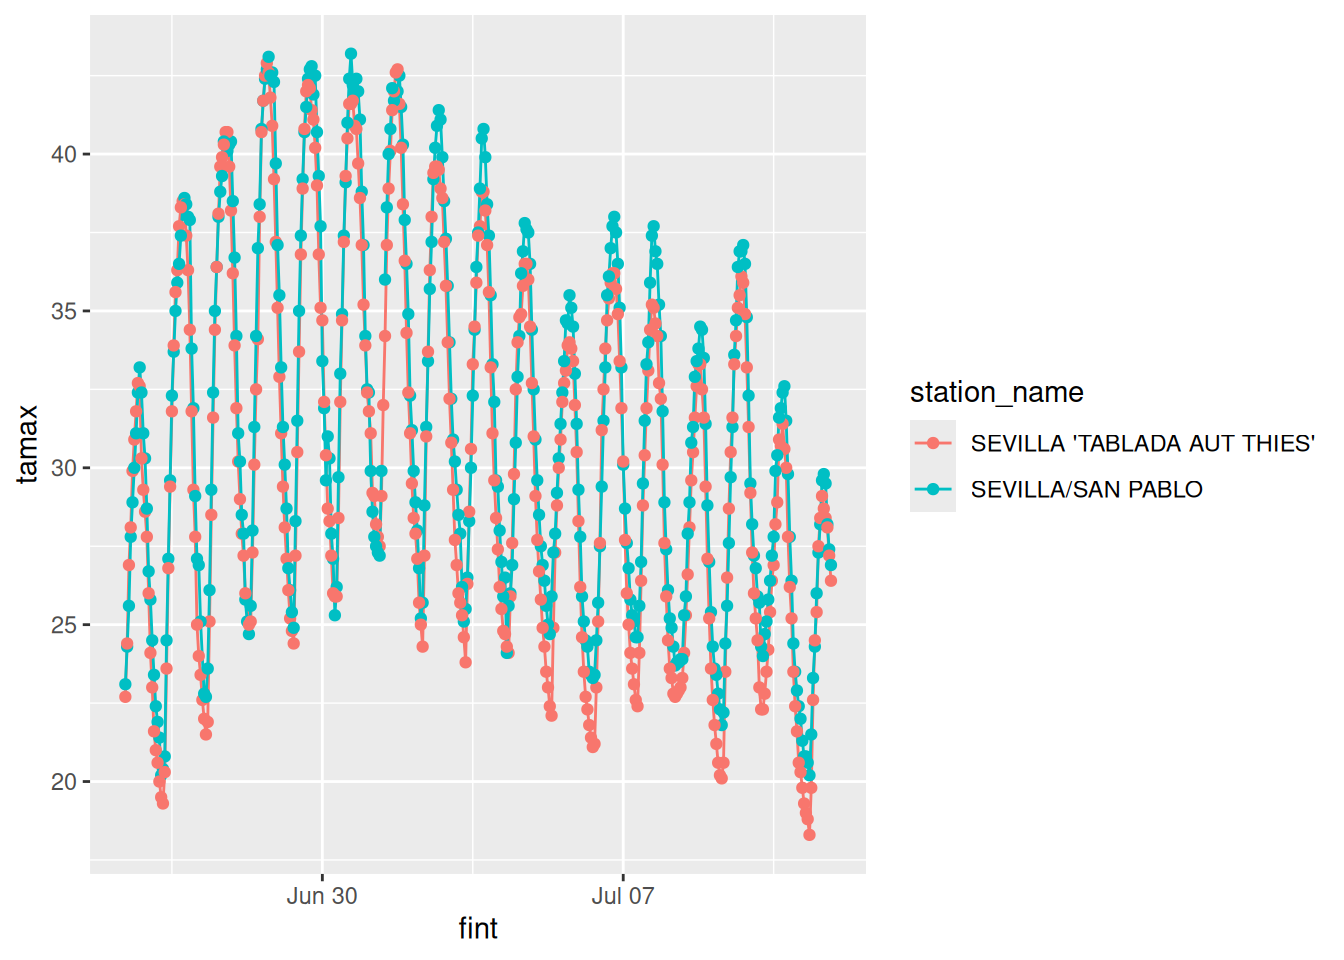 40
35
30
25
20
tamax
Jun 30
Jul 07
fint
station_name
SEVILLA 'TABLADA AUT THIES'
SEVILLA/SAN PABLO